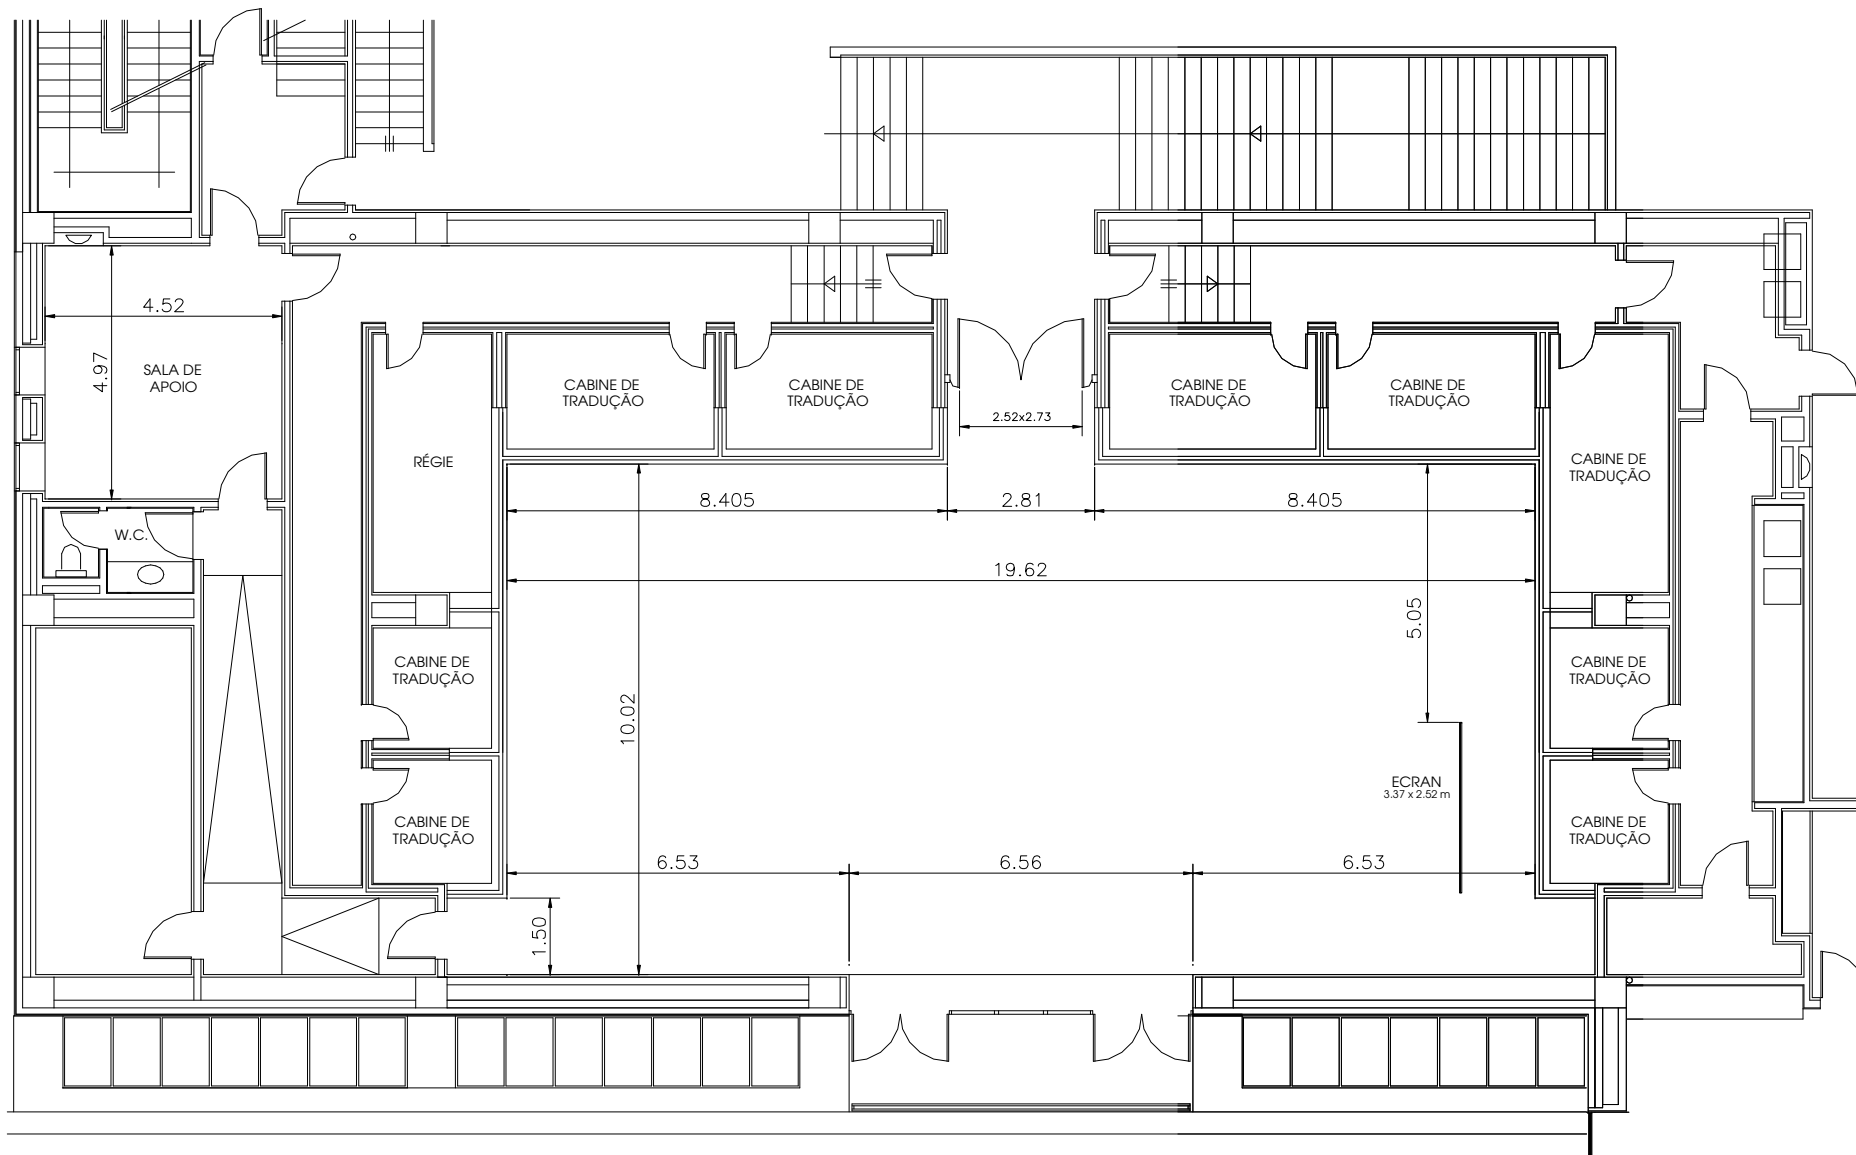 4.52
4.97
SALA DE
APOIO
CABINE DE
TRADUÇÃO
CABINE DE
TRADUÇÃO
2.52x2.73
CABINE DE
TRADUÇÃO
CABINE DE
TRADUÇÃO
RÉGIE
CABINE DE
TRADUÇÃO
8.405
2.81
8.405
W.C.
19.62
5.05
CABINE DE
TRADUÇÃO
10.02
CABINE DE
TRADUÇÃO
ECRAN
3.37 x 2.52 m
CABINE DE
TRADUÇÃO
CABINE DE
TRADUÇÃO
6.53
6.56
6.53
1.50